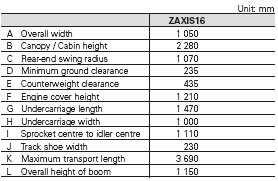 Unit: mm
ZAXIS16
A Overall width 1 050
B Canopy / Cabin height 2 280
C Rear-end swing radius 1 070
D Minimum ground clearance 235
E Counterweight clearance 435
F Engine cover height 1 210
G Undercarriage length 1 470
H Undercarriage width 1 000
I Sprocket centre to idler centre 1 110
J Track shoe width 230
K Maximum transport length 3 690
L Overall height of boom 1 150